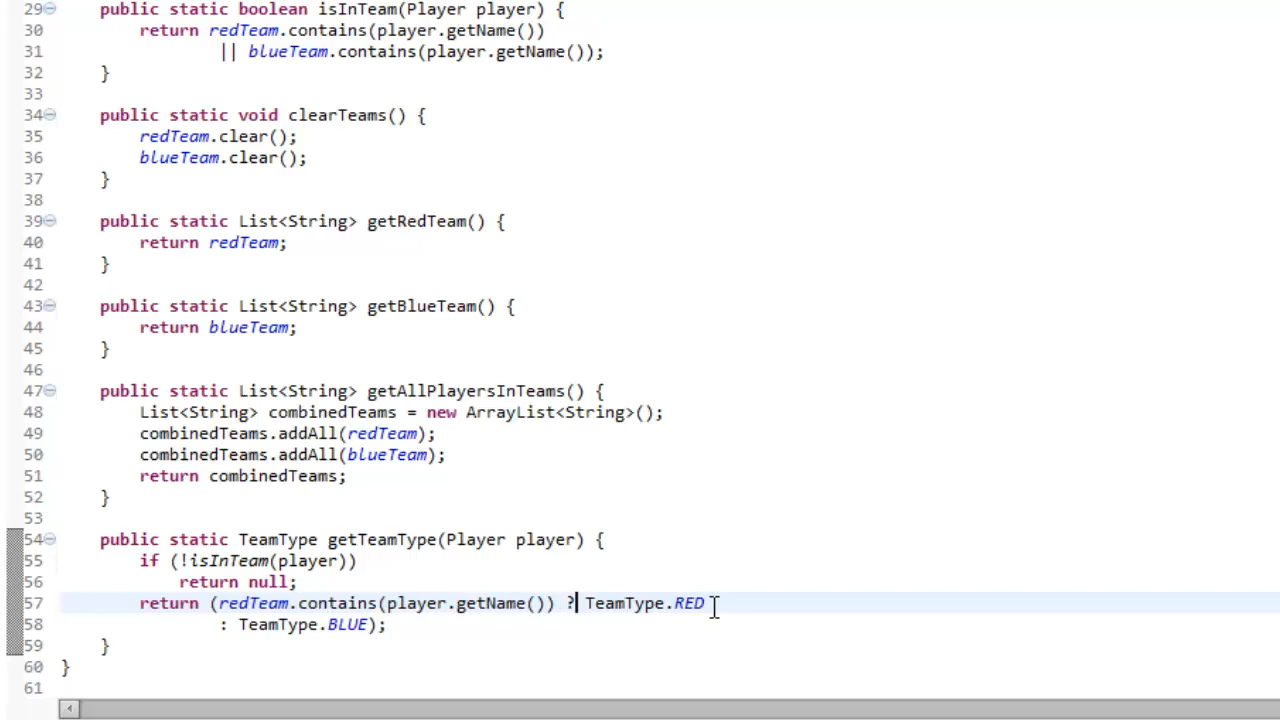 29 public static boolean isInTeam(Player player) {
30 return redTeam.contains(player.getName())
31 || blueTeam.contains(player.getName());
32 }
33
34 public static void clearTeams() {
35 redTeam.clear();
36 blueTeam.clear();
37 }
38
39 public static List<String> getRedTeam() {
40 return redTeam;
41 }
42
43 public static List<String> getBlueTeam() {
44 return blueTeam;
45 }
46
47 public static List<String> getAllPlayersInTeams() {
48 List<String> combinedTeams = new ArrayList<String>();
49 combinedTeams.addAll(redTeam);
50 combinedTeams.addAll(blueTeam);
51 return combinedTeams;
52 }
53
54 public static TeamType getTeamType(Player player) {
55 if (!isInTeam(player))
56 return null;
57 return (redTeam.contains(player.getName()) ? TeamType.RED
58 : TeamType.BLUE);
59 }
60 }
61